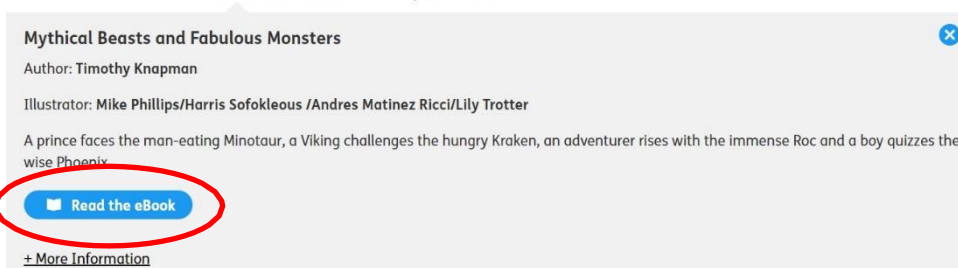 Mythical Beasts and Fabulous Monsters
Author: Timothy Knapman
Illustrator: Mike Phillips/Harris Sofokleous /Andres Matinez Ricci/Lily Trotter
A prince faces the man-eating Minotaur, a Viking challenges the hungry Kraken, an adventurer rises with the immense Roc and a boy quizzes the
wise Phoenix.
Read the eBook
+ More Information